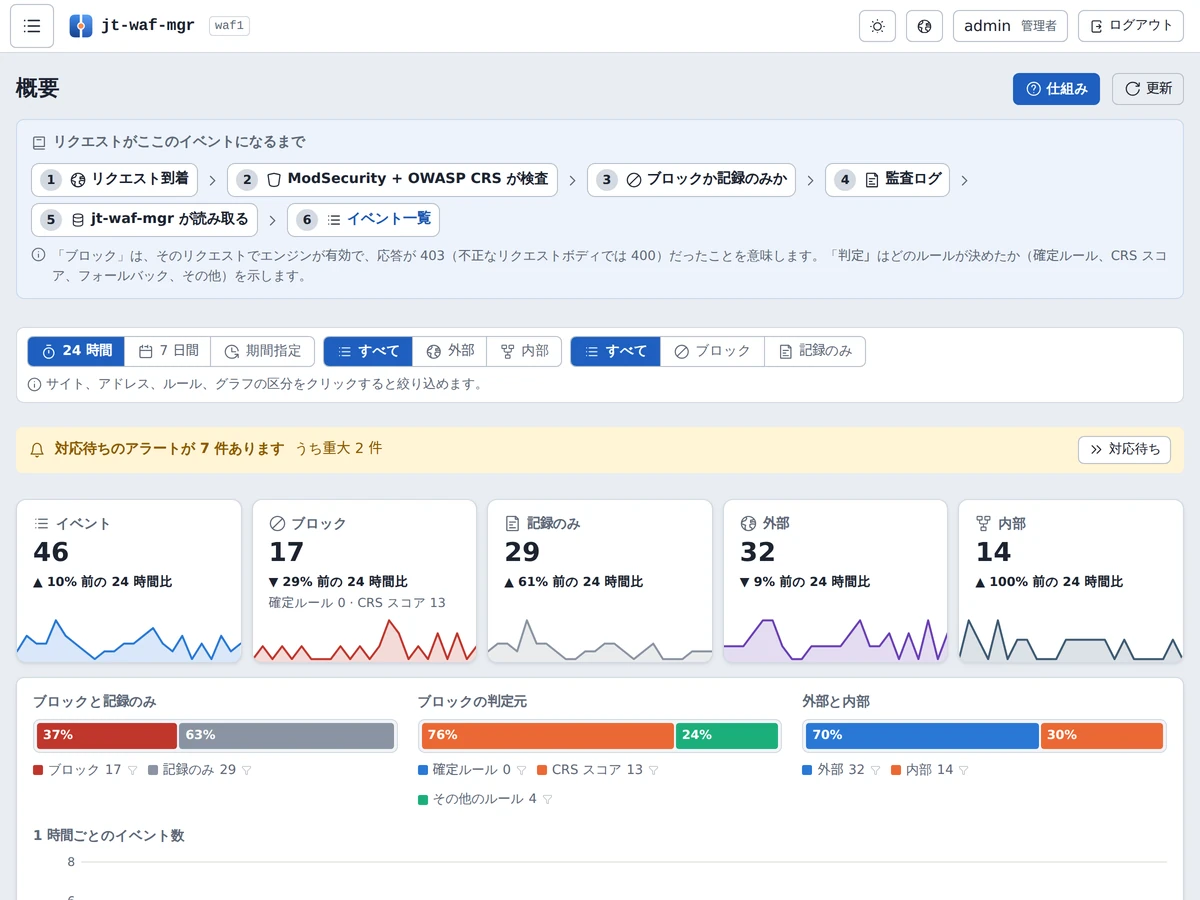 jt-waf-mgr waf1 admin 管理者 ログアウト
概要 仕組み 更新
リクエストがここのイベントになるまで
1 リクエスト到着 2 ModSecurity + OWASP CRS が検査 3 ブロックか記録のみか 4 監査ログ
5 jt-waf-mgr が読み取る 6 イベント一覧
「ブロック」は、そのリクエストでエンジンが有効で、応答が 403（不正なリクエストボディでは 400）だったことを意味します。「判定」はどのルールが決めたか（確定ルール、CRS スコ
ア、フォールバック、その他）を示します。
24 時間 7 日間 期間指定 すべて 外部 内部 すべて ブロック 記録のみ
サイト、アドレス、ルール、グラフの区分をクリックすると絞り込めます。
対応待ちのアラートが 7 件あります うち重大 2 件 対応待ち
イベント ブロック 記録のみ 外部 内部
46 17 29 32 14
▲ 10% 前の 24 時間比 ▼ 29% 前の 24 時間比 ▲ 61% 前の 24 時間比 ▼ 9% 前の 24 時間比 ▲ 100% 前の 24 時間比
確定ルール 0 · CRS スコア 13
ブロックと記録のみ ブロックの判定元 外部と内部
37% 63% 76% 24% 70% 30%
ブロック 17 記録のみ 29 確定ルール 0 CRS スコア 13 外部 32 内部 14
その他のルール 4
1 時間ごとのイベント数
8